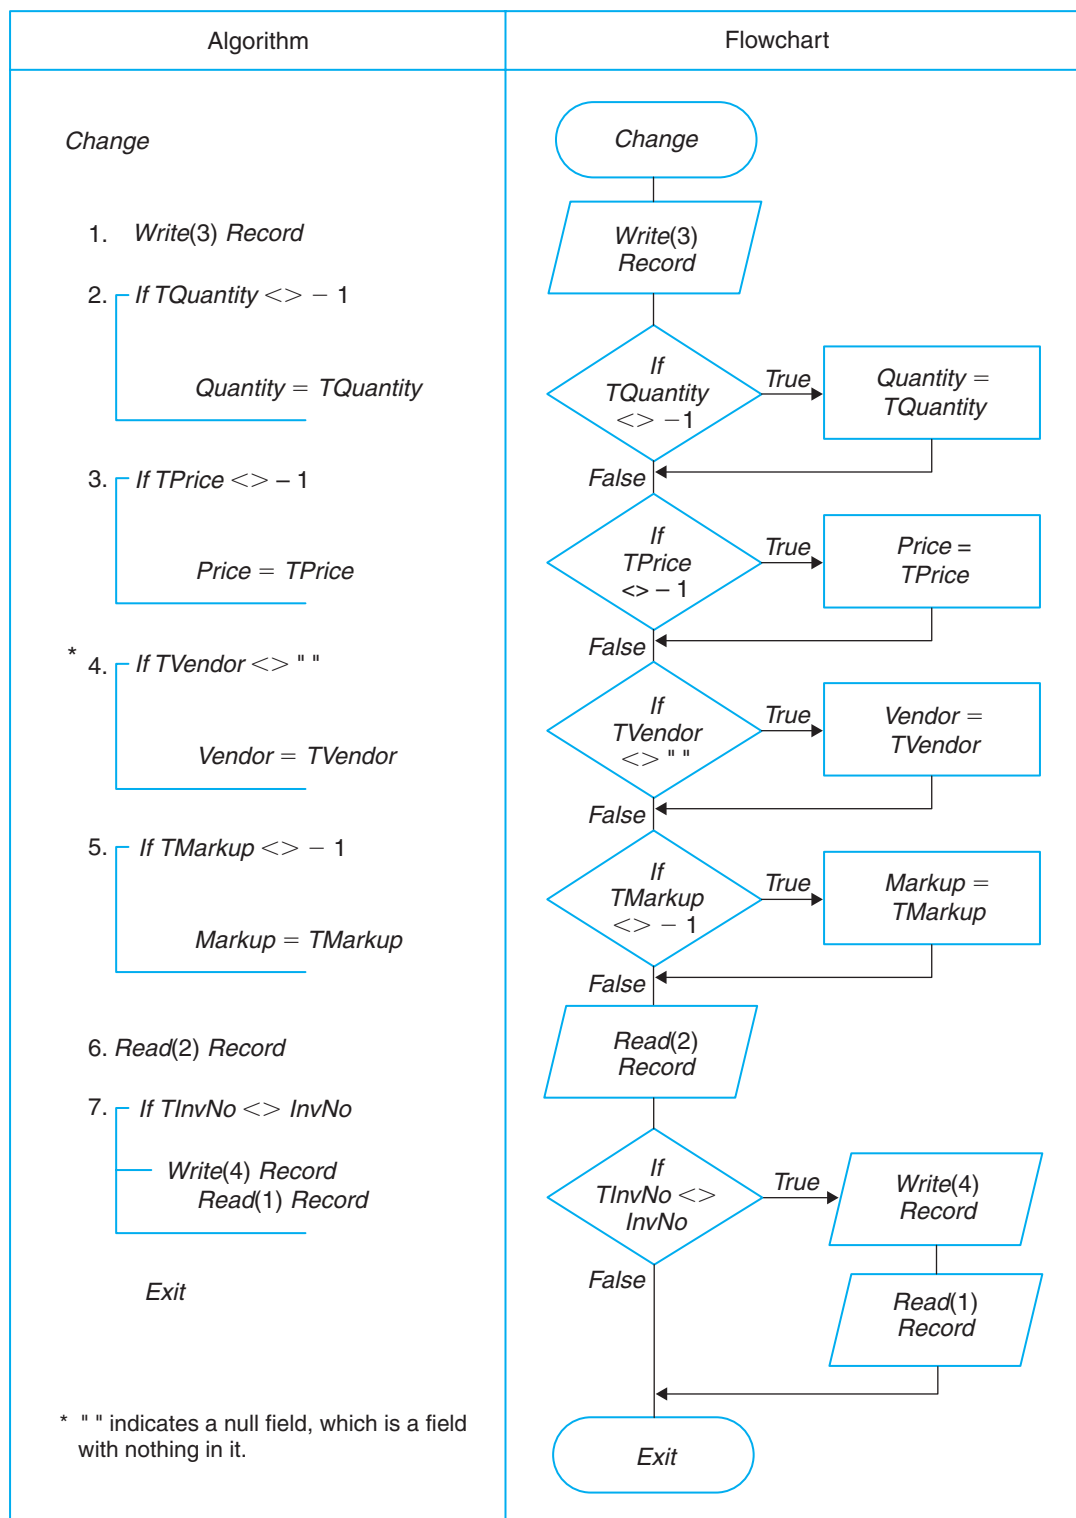 Algorithm
Change
1. Write(3) Record
2. If TQuantity <> − 1
Quantity = TQuantity
3. If TPrice <> – 1
Price = TPrice
* 4. If TVendor <> " "
Vendor = TVendor
5. If TMarkup <> − 1
Markup = TMarkup
6. Read(2) Record
7. If TInvNo <> InvNo
Write(4) Record
Read(1) Record
Exit
* " " indicates a null field, which is a field
with nothing in it.
Flowchart
Change
Write(3)
Record
If
TQuantity
<> −1
True
Quantity =
TQuantity
False
If
TPrice
<> – 1
True
Price =
TPrice
False
If
TVendor
<> " "
True
Vendor =
TVendor
False
If
TMarkup
<> − 1
True
Markup =
TMarkup
False
Read(2)
Record
If
TInvNo <>
InvNo
True
Write(4)
Record
Read(1)
Record
False
Exit